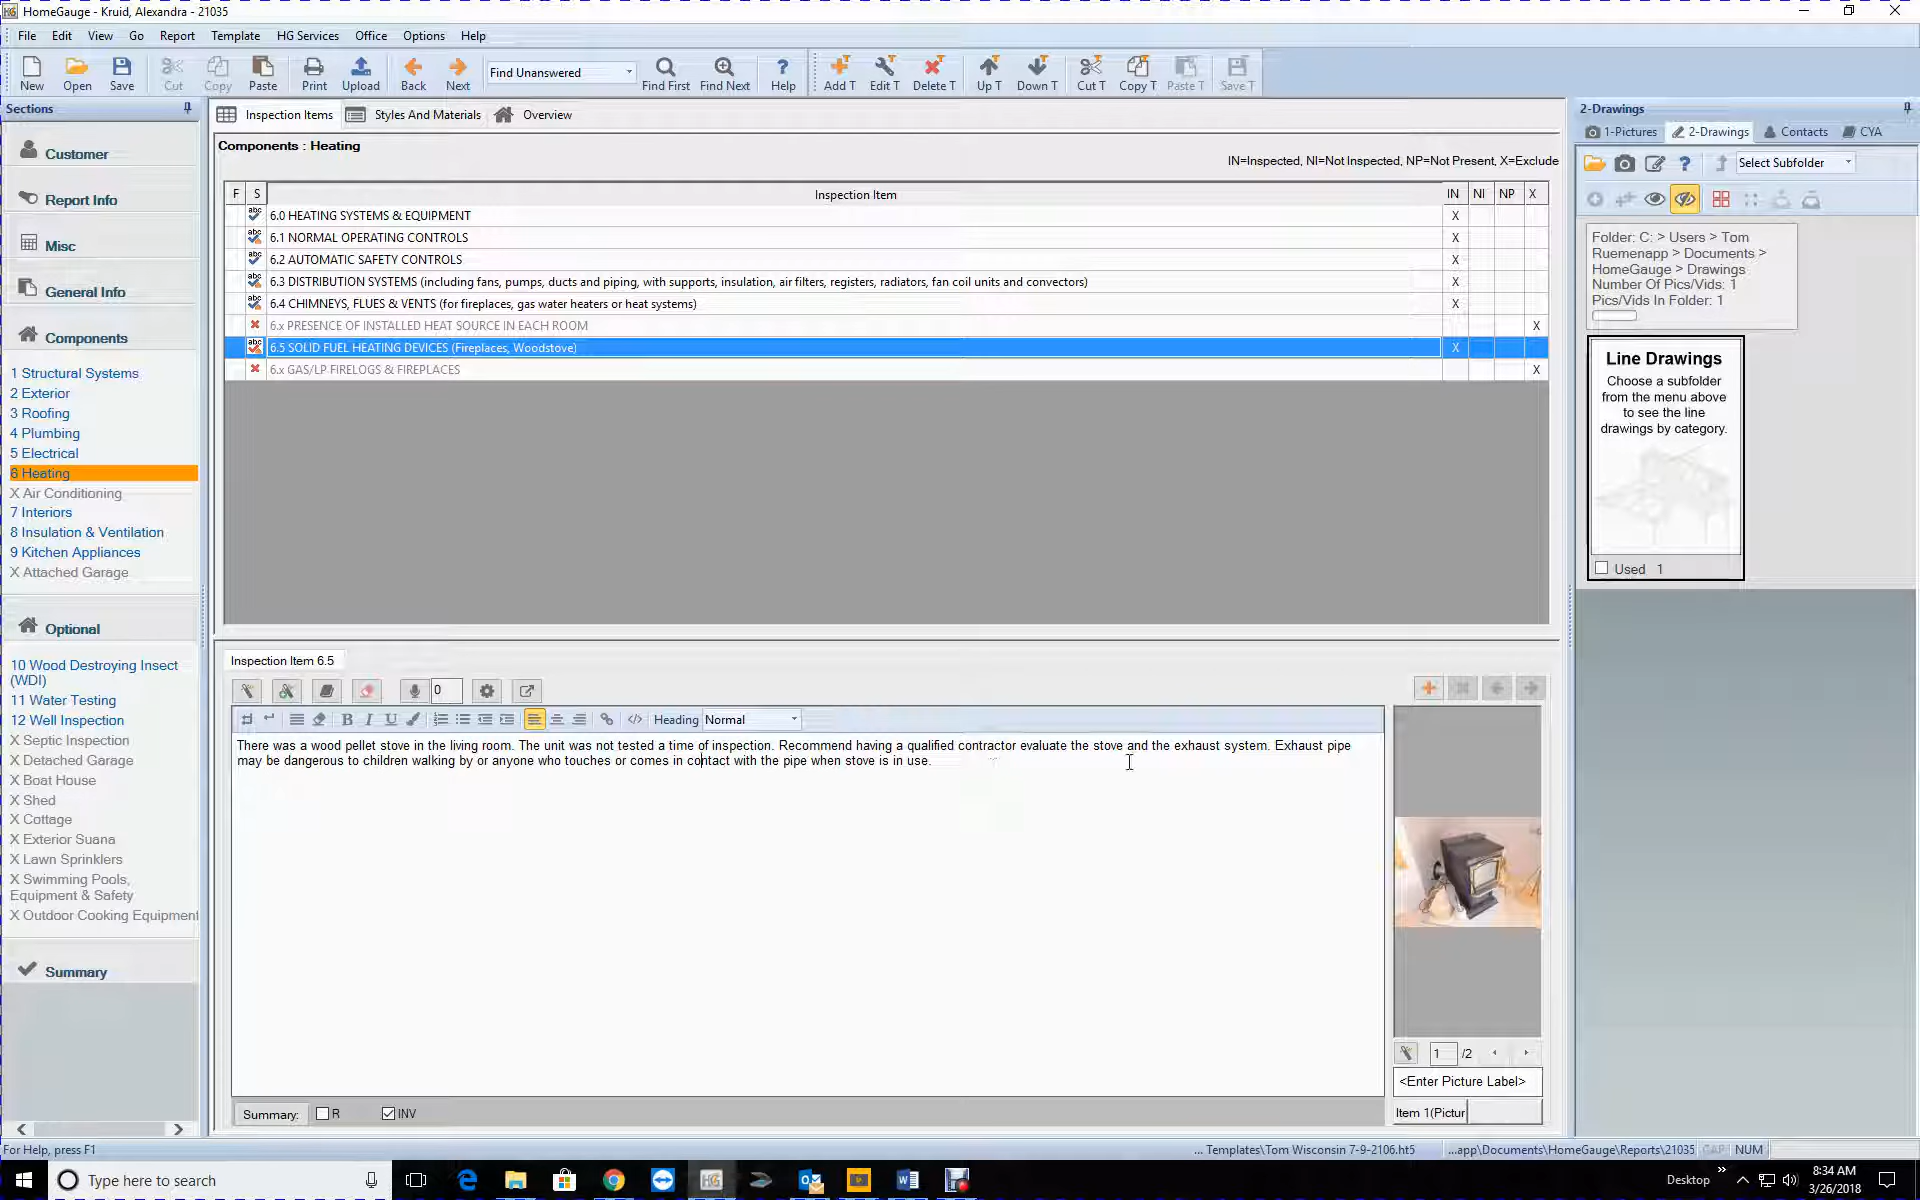 HomeGauge - Kruid, Alexandra - 21035
File Edit View Go Report Template HG Services Office Options Help
New Open Save Cut Copy Paste Print Upload Back Next Find Unanswered Find First Find Next Help Add T Edit T Delete T Up T Down T Cut T Copy T Paste T Save T
Sections
Customer
Report Info
Misc
General Info
Components
1 Structural Systems
2 Exterior
3 Roofing
4 Plumbing
5 Electrical
6 Heating
X Air Conditioning
7 Interiors
8 Insulation & Ventilation
9 Kitchen Appliances
X Attached Garage
Optional
10 Wood Destroying Insect
(WDI)
11 Water Testing
12 Well Inspection
X Septic Inspection
X Detached Garage
X Boat House
X Shed
X Cottage
X Exterior Suana
X Lawn Sprinklers
X Swimming Pools,
Equipment & Safety
X Outdoor Cooking Equipment
Summary
Inspection Items Styles And Materials Overview
Components : Heating
IN=Inspected, NI=Not Inspected, NP=Not Present, X=Exclude
F S Inspection Item IN NI NP X
abc 6.0 HEATING SYSTEMS & EQUIPMENT X
abc 6.1 NORMAL OPERATING CONTROLS X
abc 6.2 AUTOMATIC SAFETY CONTROLS X
abc 6.3 DISTRIBUTION SYSTEMS (including fans, pumps, ducts and piping, with supports, insulation, air filters, registers, radiators, fan coil units and convectors) X
abc 6.4 CHIMNEYS, FLUES & VENTS (for fireplaces, gas water heaters or heat systems) X
6.x PRESENCE OF INSTALLED HEAT SOURCE IN EACH ROOM X
abc 6.5 SOLID FUEL HEATING DEVICES (Fireplaces, Woodstove) X
6.x GAS/LP FIRELOGS & FIREPLACES X
Inspection Item 6.5
0
B I U Heading Normal
There was a wood pellet stove in the living room. The unit was not tested a time of inspection. Recommend having a qualified contractor evaluate the stove and the exhaust system. Exhaust pipe
may be dangerous to children walking by or anyone who touches or comes in contact with the pipe when stove is in use.
1 /2
<Enter Picture Label>
Item 1(Pictur
Summary: R INV
2-Drawings
1-Pictures 2-Drawings Contacts CYA
Select Subfolder
Folder: C: > Users > Tom
Ruemenapp > Documents >
HomeGauge > Drawings
Number Of Pics/Vids: 1
Pics/Vids In Folder: 1
Line Drawings
Choose a subfolder
from the menu above
to see the line
drawings by category.
Used 1
For Help, press F1
... Templates\Tom Wisconsin 7-9-2106.ht5 ...app\Documents\HomeGauge\Reports\21035 CAP NUM
Type here to search
Desktop
8:34 AM
3/26/2018